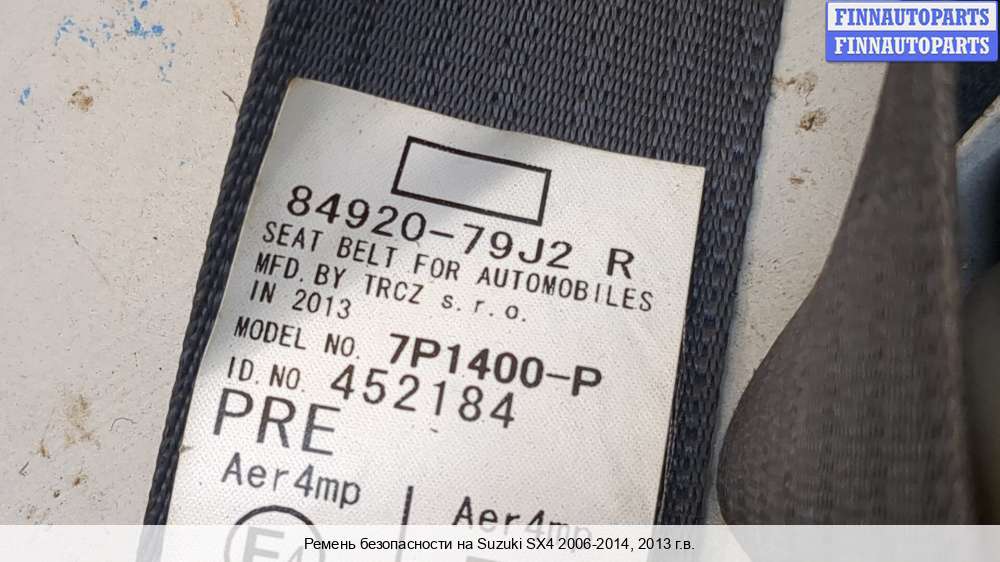 FINNAUTOPARTS
FINNAUTOPARTS
84920-79J2 R
SEAT BELT FOR AUTOMOBILES
MFD. BY TRCZ s.r.o.
IN 2013
MODEL NO. 7P1400-P
ID. NO. 452184
PRE
Aer4mp
Aer4mp
E4
Ремень безопасности на Suzuki SX4 2006-2014, 2013 г.в.